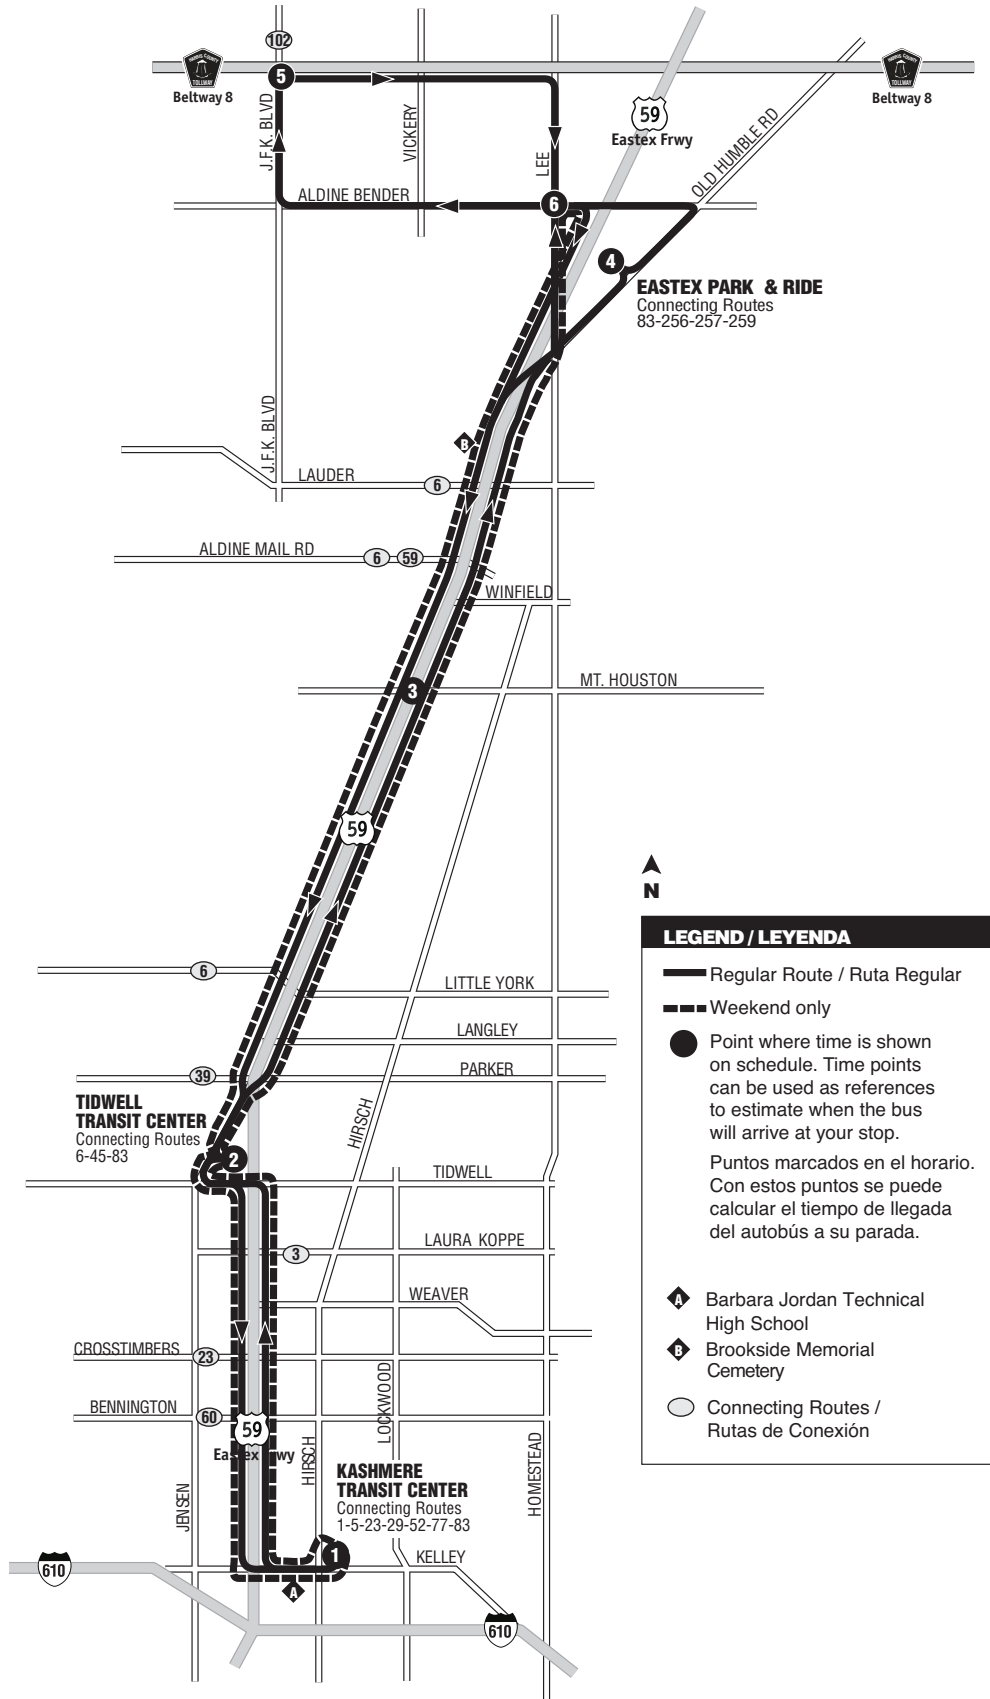 102
HARRIS COUNTY
TOLLWAY
Beltway 8
5
J.F.K. BLVD
VICKERY
LEE
59
Eastex Frwy
OLD HUMBLE RD
HARRIS COUNTY
TOLLWAY
Beltway 8
ALDINE BENDER
6
4
EASTEX PARK & RIDE
Connecting Routes
83-256-257-259
J.F.K. BLVD
B
LAUDER
6
ALDINE MAIL RD
6
59
WINFIELD
3
MT. HOUSTON
59
6
LITTLE YORK
LANGLEY
39
PARKER
HIRSCH
TIDWELL
TRANSIT CENTER
Connecting Routes
6-45-83
2
TIDWELL
LAURA KOPPE
3
WEAVER
CROSSTIMBERS
23
LOCKWOOD
BENNINGTON
60
59
HIRSCH
HOMESTEAD
JENSEN
KASHMERE
TRANSIT CENTER
Connecting Routes
1-5-23-29-52-77-83
1
KELLEY
A
610
610
N
LEGEND / LEYENDA
Regular Route / Ruta Regular
Weekend only
Point where time is shown
on schedule. Time points
can be used as references
to estimate when the bus
will arrive at your stop.
Puntos marcados en el horario.
Con estos puntos se puede
calcular el tiempo de llegada
del autobús a su parada.
A Barbara Jordan Technical
High School
B Brookside Memorial
Cemetery
Connecting Routes /
Rutas de Conexión